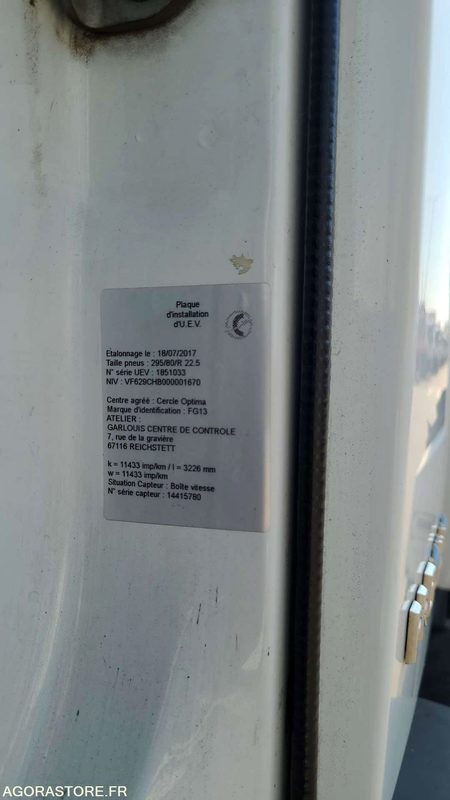 Plaque
d'installation
d'U.E.V.
Etalonnage le : 18/07/2017
Taille pneus : 295/80/R 22.5
N° série UEV : 1851033
NIV : VF629CHB000001670
Centre agréé : Cercle Optima
Marque d'identification : FG13
ATELIER :
GARLOUIS CENTRE DE CONTROLE
7, rue de la gravière
67116 REICHSTETT
k = 11433 imp/km / l = 3226 mm
w = 11433 imp/km
Situation Capteur : Boîte vitesse
N° série capteur : 14415780
AGORASTORE.FR